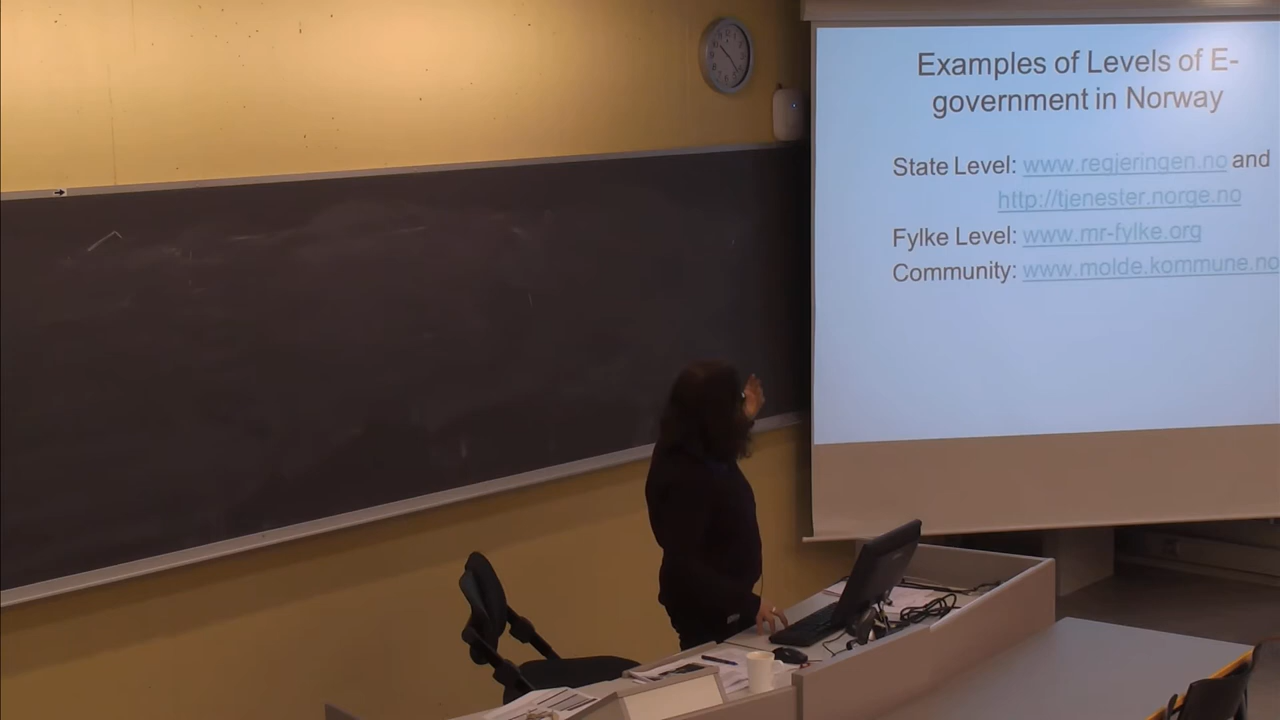 Examples of Levels of E-
government in Norway
State Level: www.regjeringen.no and
http://tjenester.norge.no
Fylke Level: www.mr-fylke.org
Community: www.molde.kommune.no